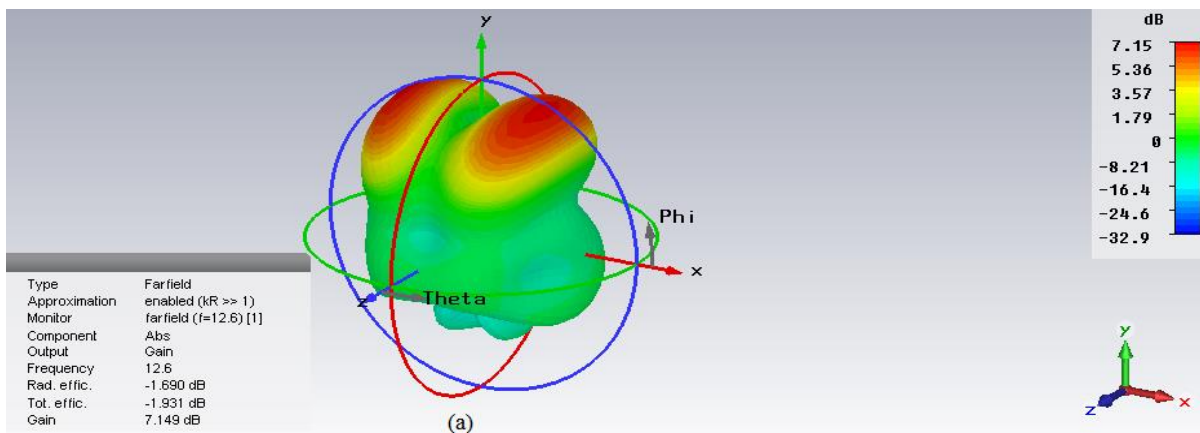 y
dB
7.15
5.36
3.57
1.79
0
-8.21
-16.4
-24.6
-32.9
Phi
x
z
Theta
Type Farfield
Approximation enabled (kR >> 1)
Monitor farfield (f=12.6) [1]
Component Abs
Output Gain
Frequency 12.6
Rad. effic. -1.690 dB
Tot. effic. -1.931 dB
Gain 7.149 dB
y
z
x
(a)